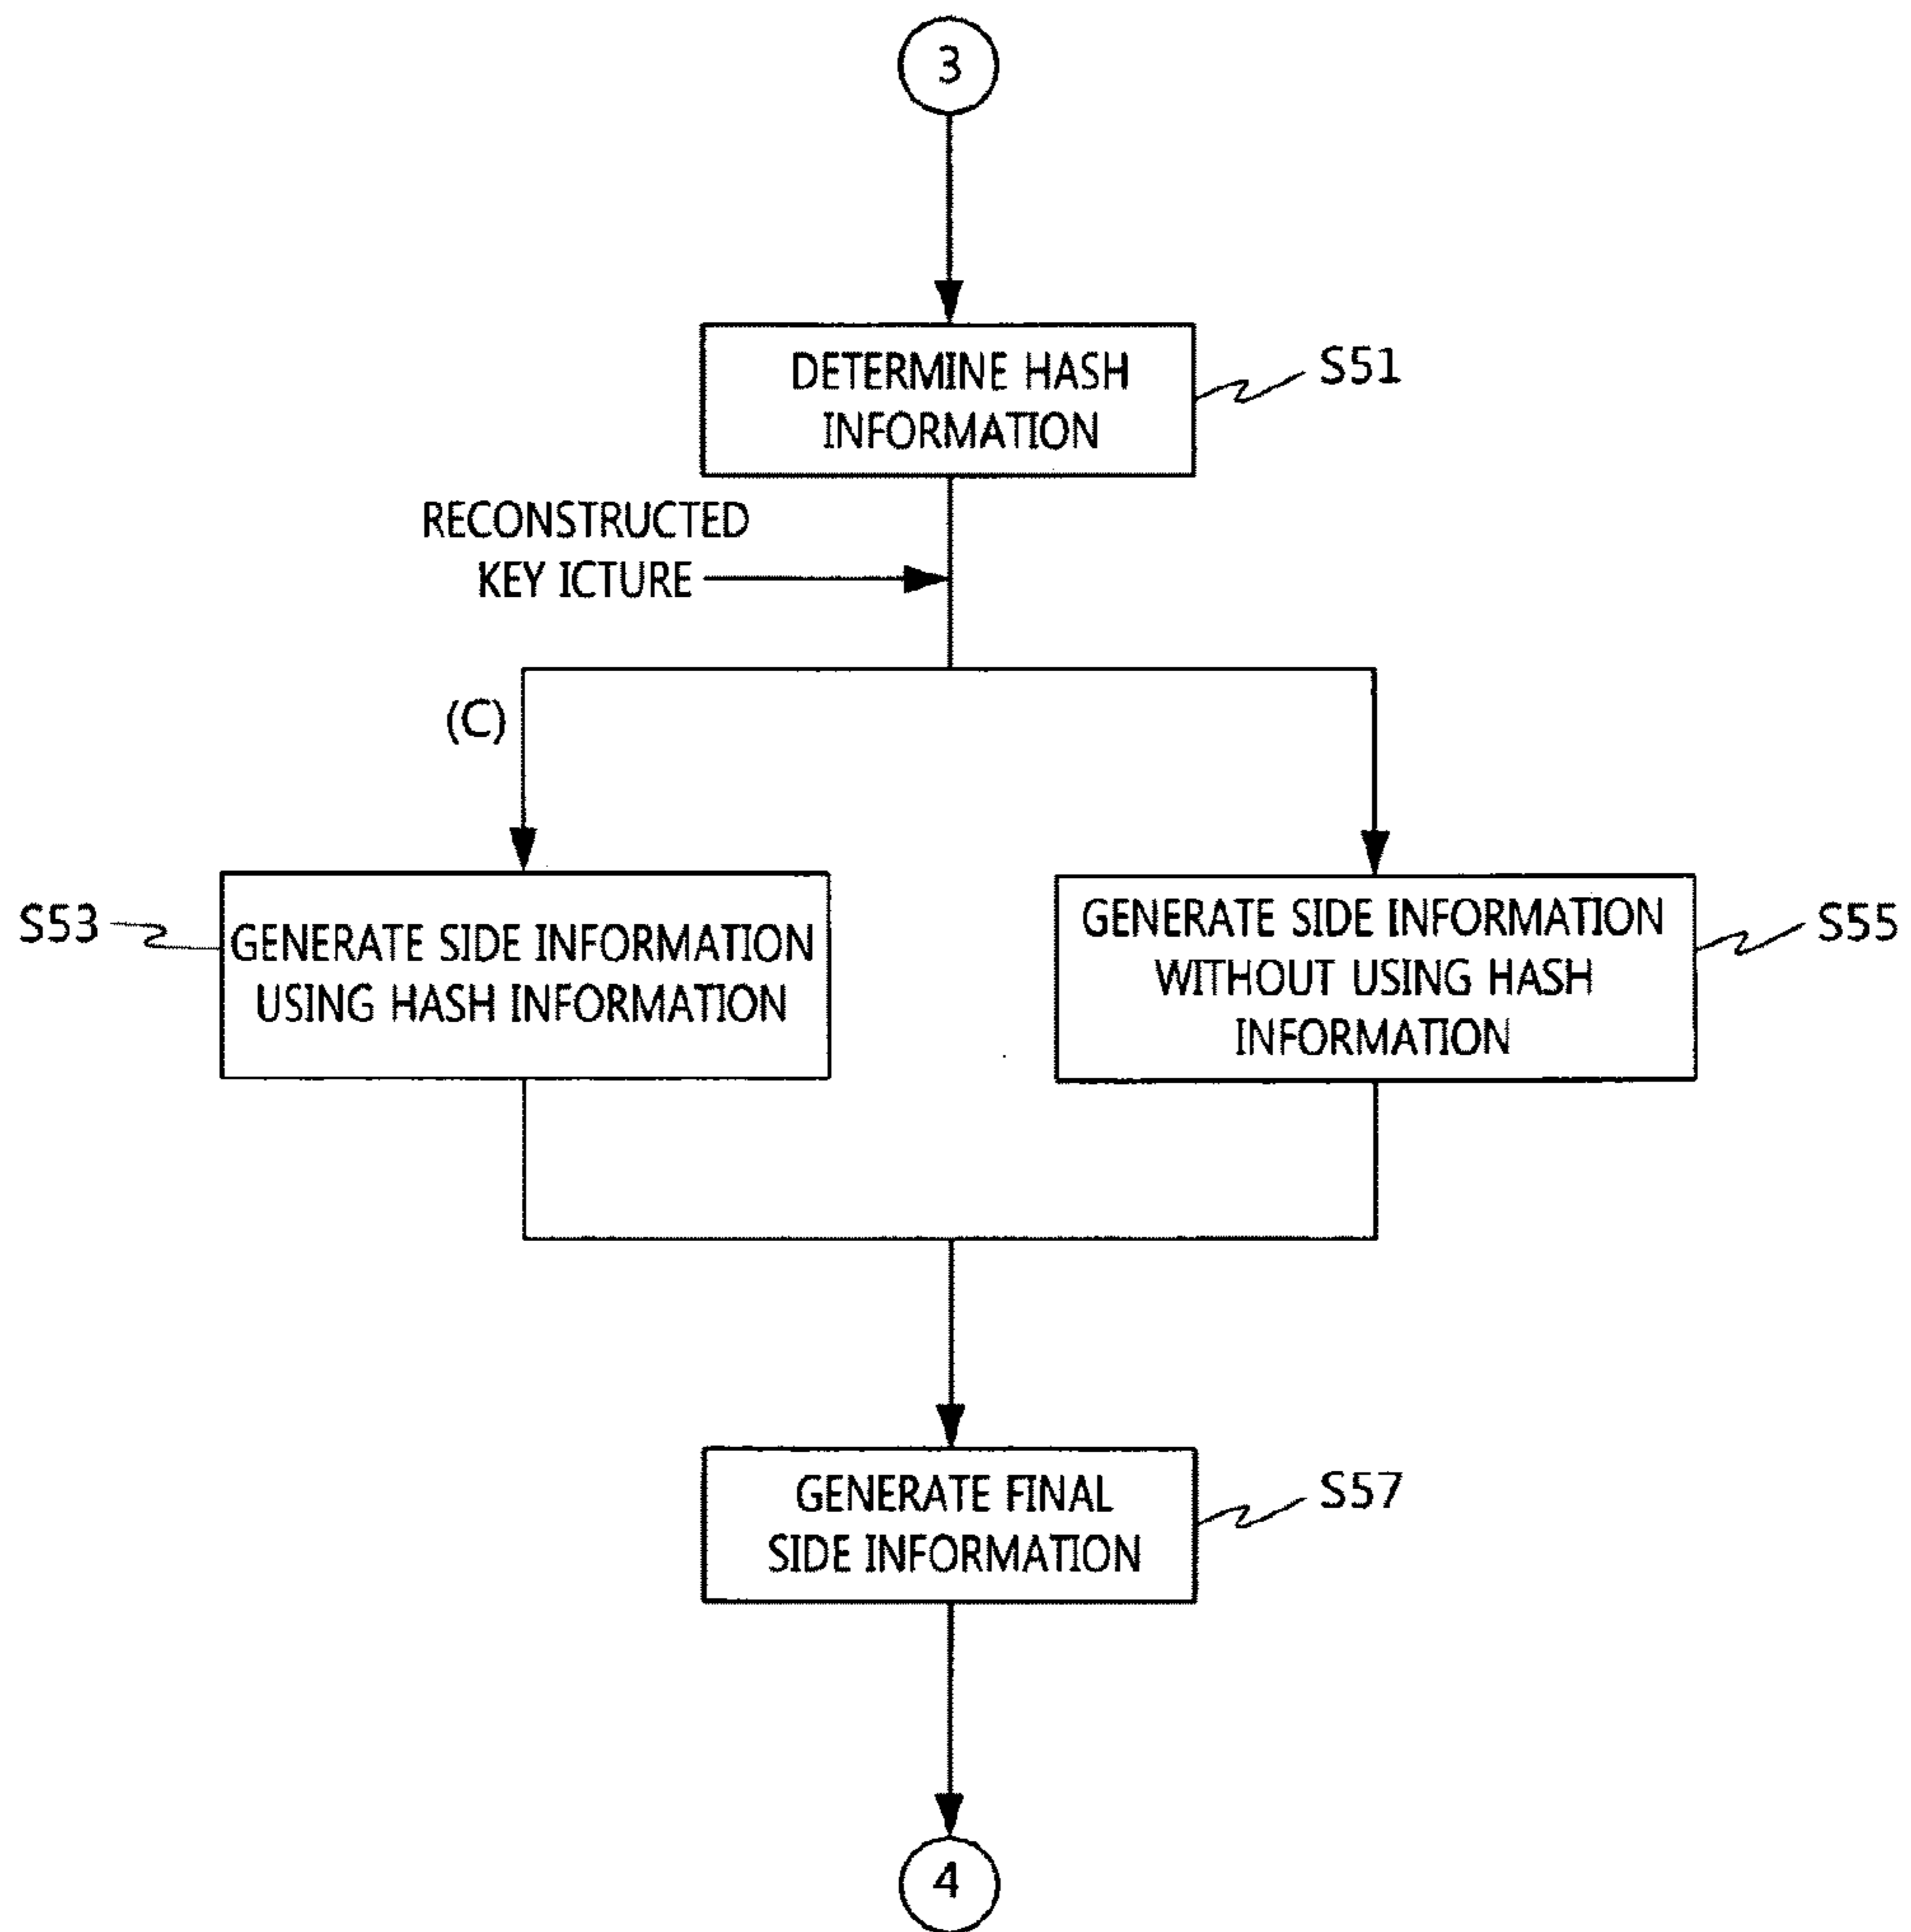 3
DETERMINE HASH
INFORMATION
S51
RECONSTRUCTED
KEY ICTURE
(C)
S53
GENERATE SIDE INFORMATION
USING HASH INFORMATION
GENERATE SIDE INFORMATION
WITHOUT USING HASH
INFORMATION
S55
GENERATE FINAL
SIDE INFORMATION
S57
4